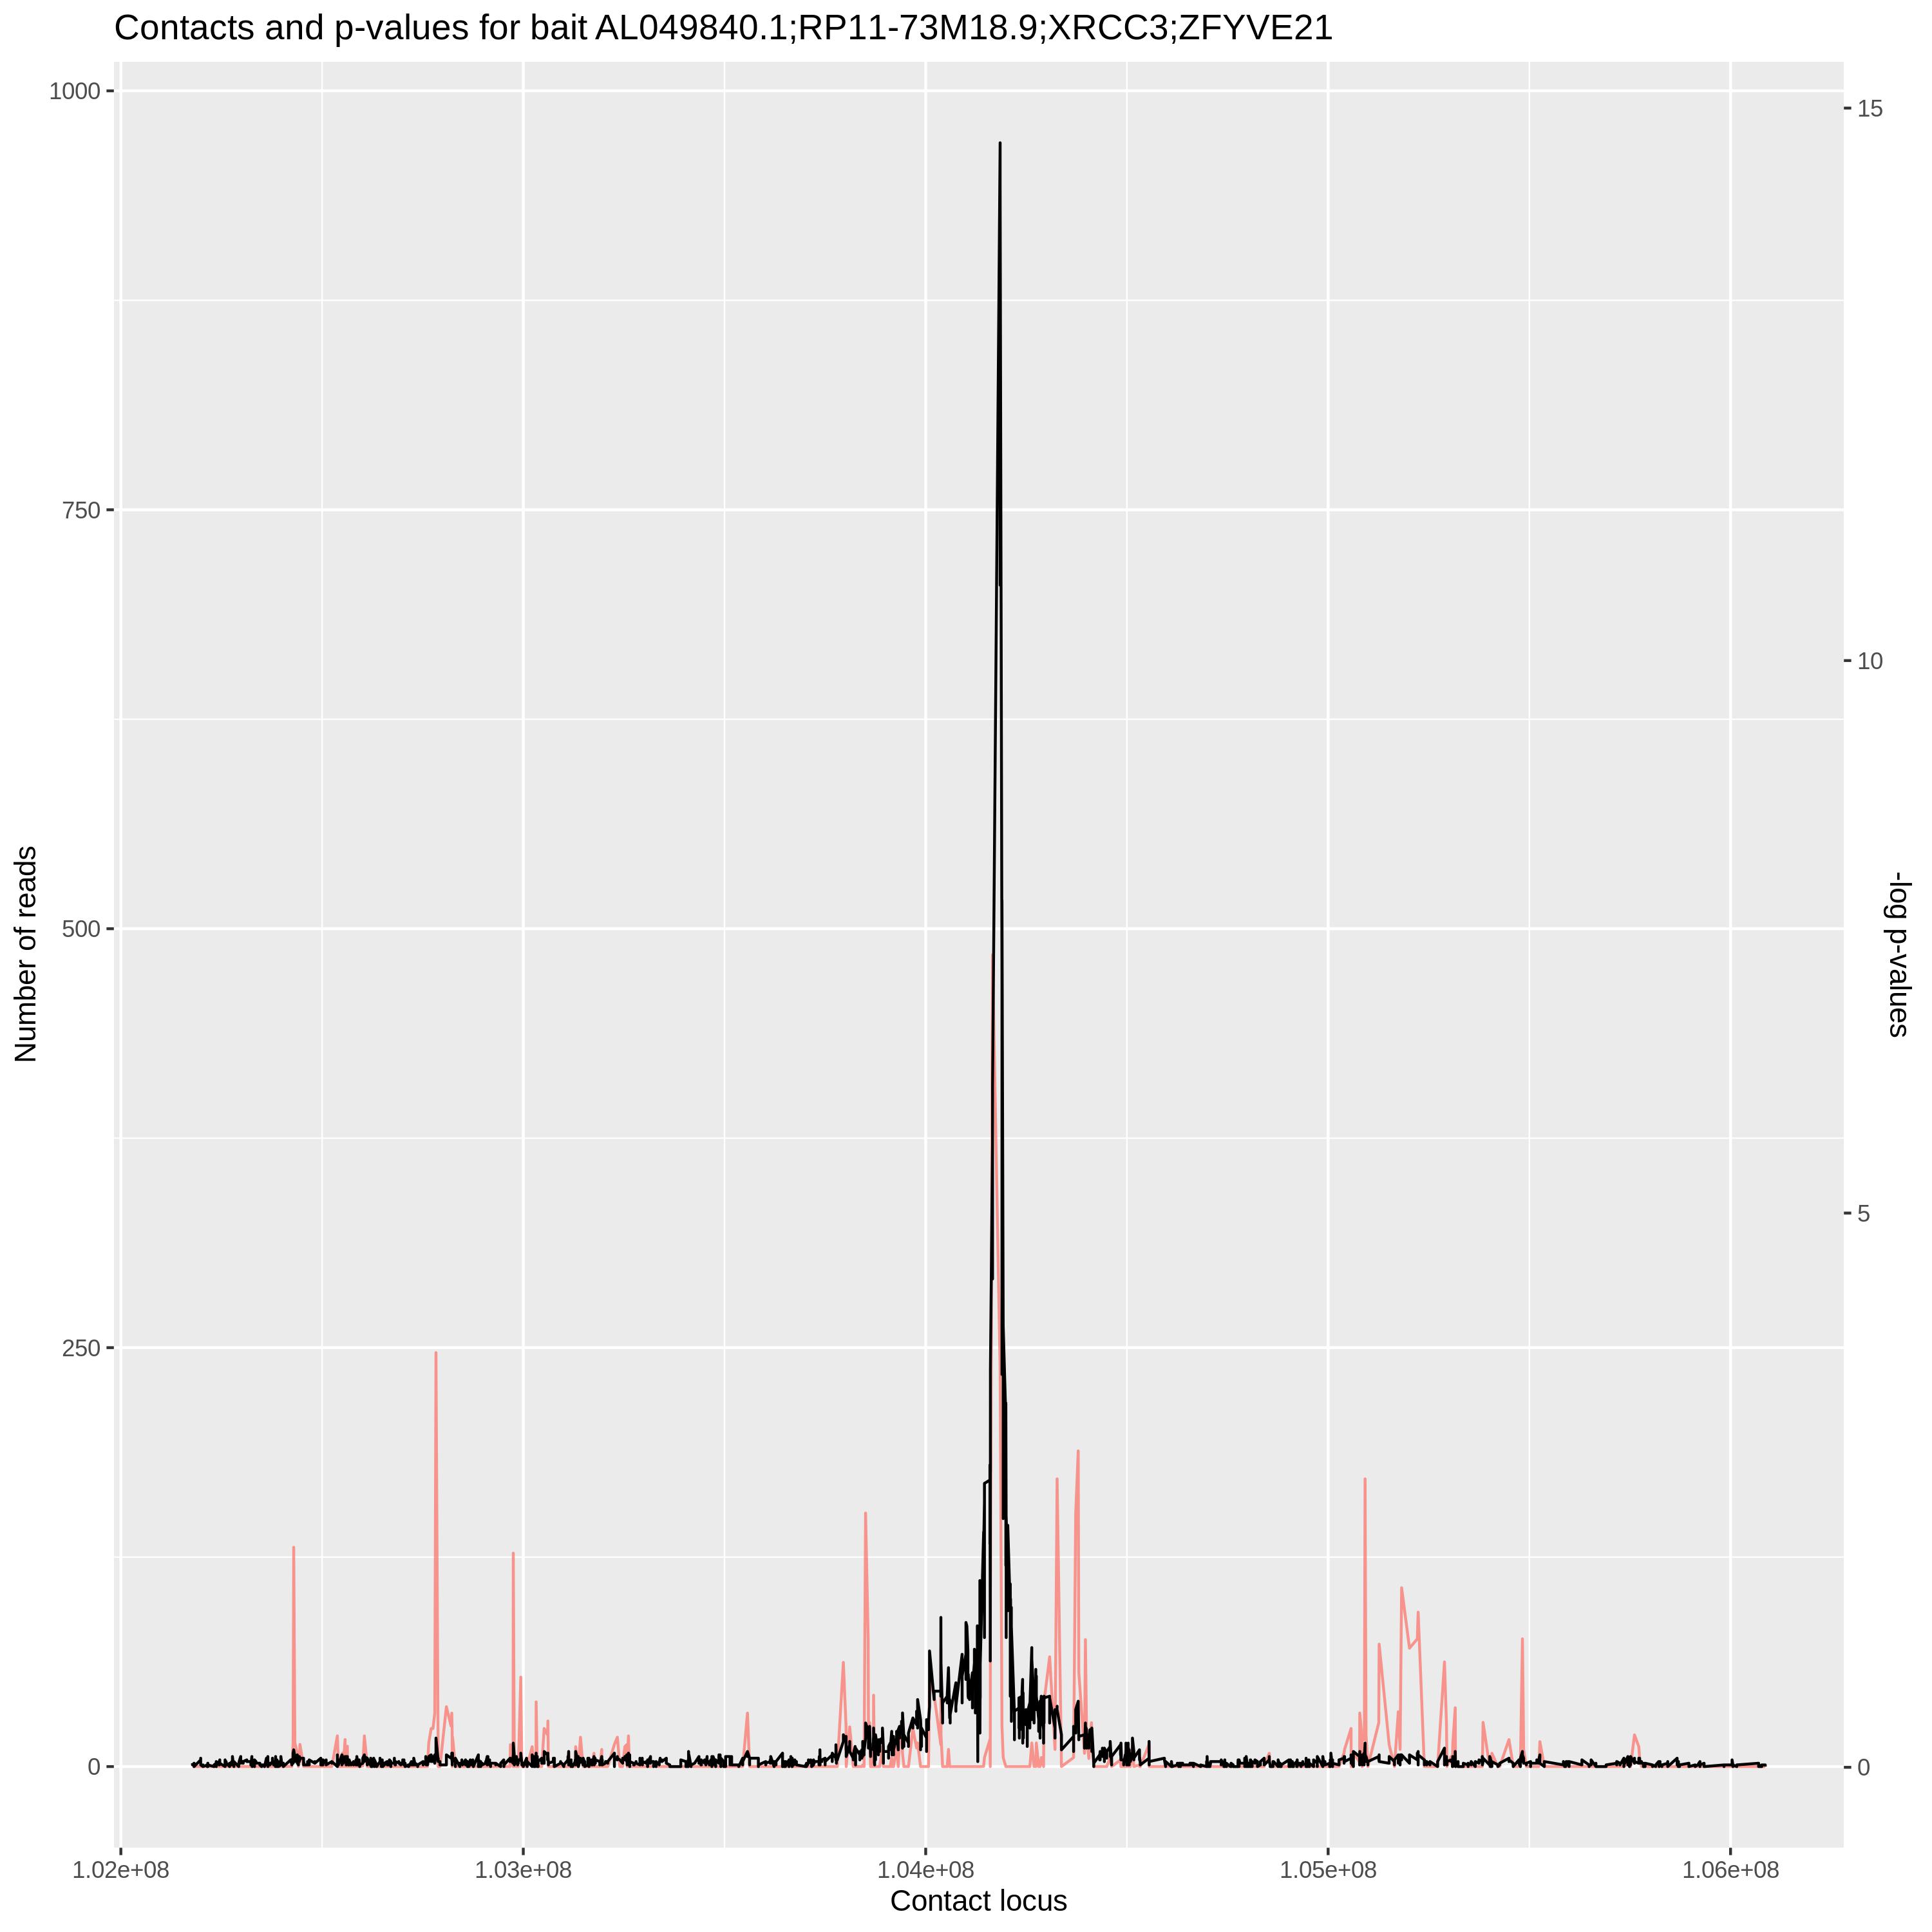 Contacts and p-values for bait AL049840.1;RP11-73M18.9;XRCC3;ZFYVE21
1000
750
500
250
0
Number of reads
15
10
5
0
-log p-values
1.02e+08
1.03e+08
1.04e+08
1.05e+08
1.06e+08
Contact locus